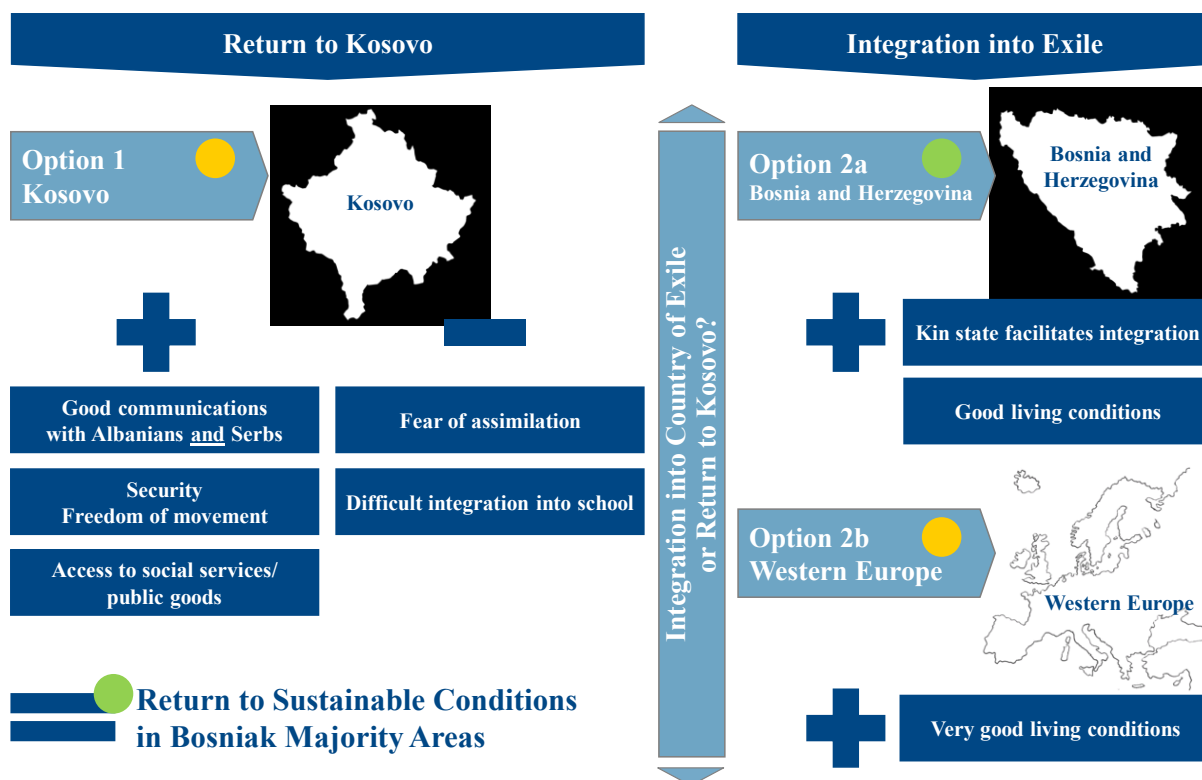 Return to Kosovo
Integration into Exile
Option 1
Kosovo
Kosovo
Good communications
with Albanians and Serbs
Security
Freedom of movement
Access to social services/
public goods
Fear of assimilation
Difficult integration into school
Return to Sustainable Conditions
in Bosniak Majority Areas
Integration into Country of Exile
or Return to Kosovo?
Option 2a
Bosnia and Herzegovina
Bosnia and
Herzegovina
Kin state facilitates integration
Good living conditions
Option 2b
Western Europe
Western Europe
Very good living conditions